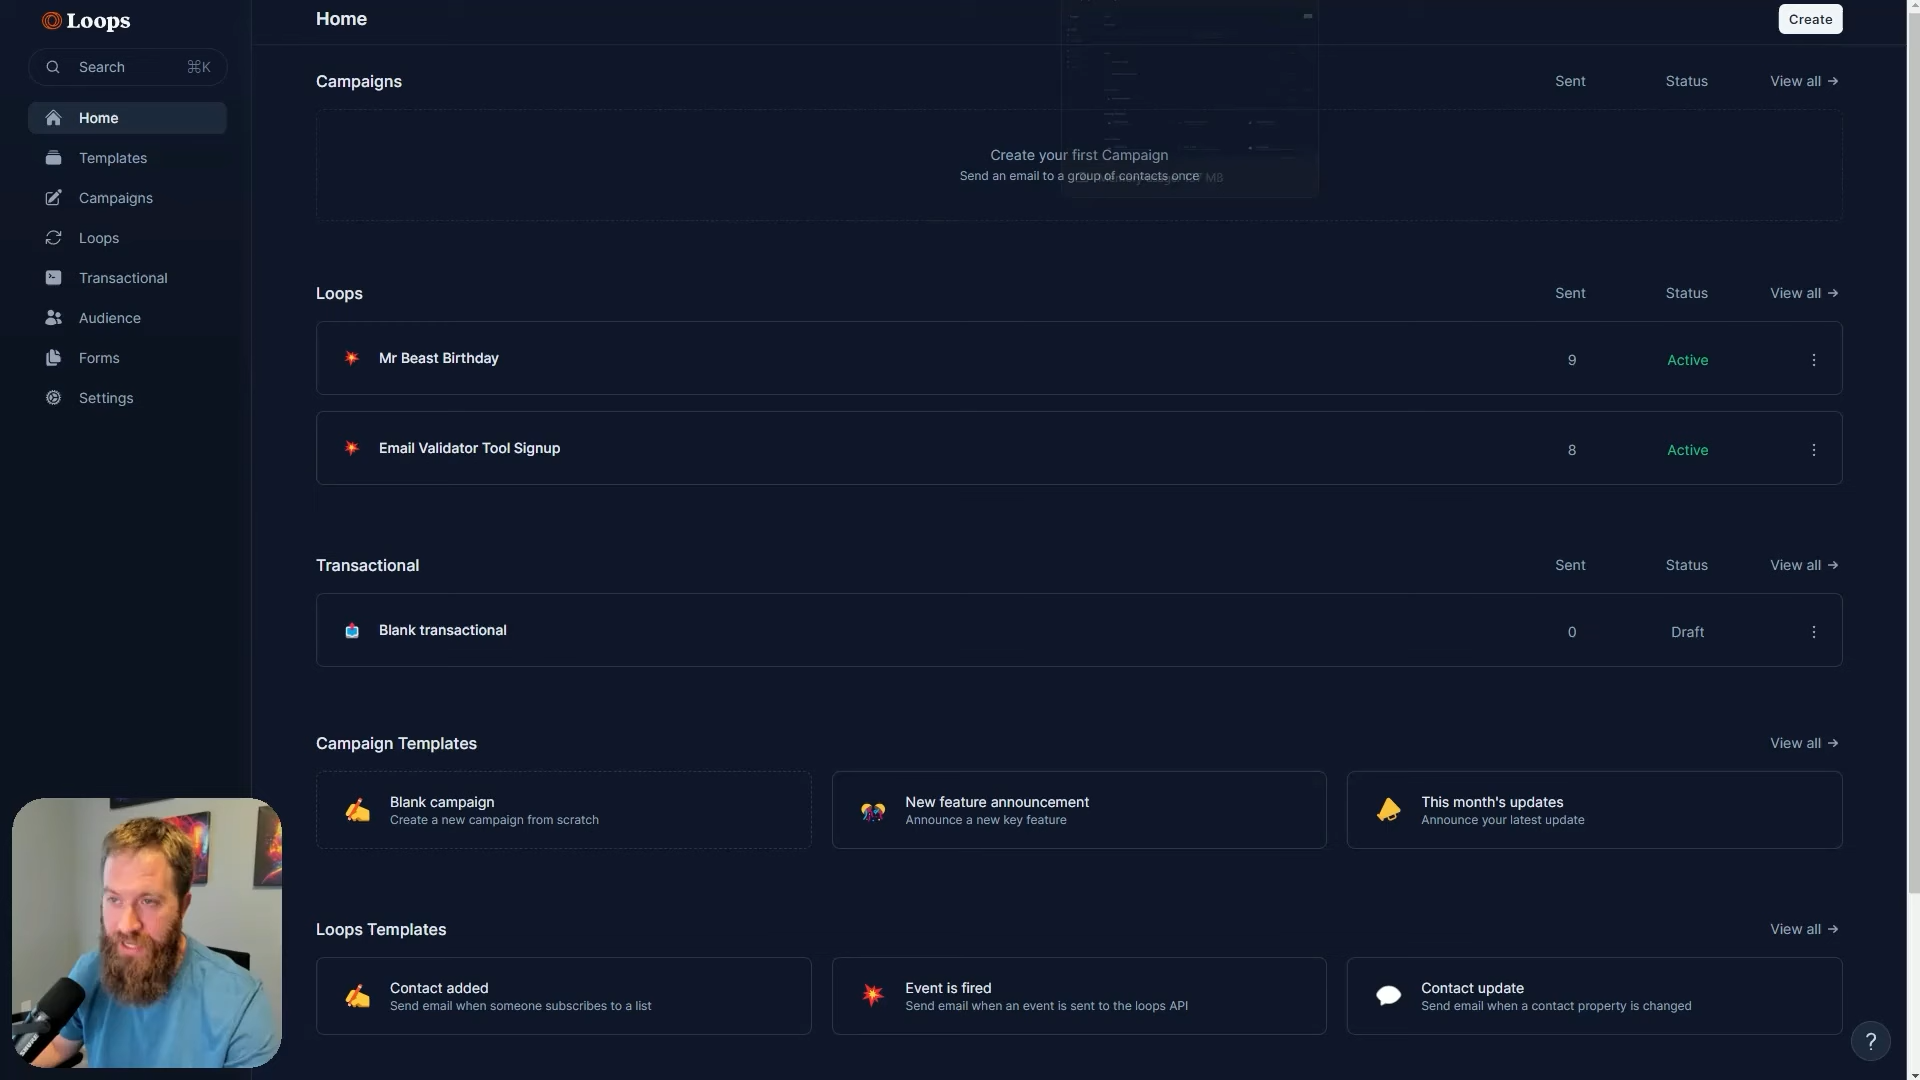 Loops
Home
Create
Search ⌘K
Home
Templates
Campaigns
Loops
Transactional
Audience
Forms
Settings
Campaigns Sent Status View all →
Create your first Campaign
Send an email to a group of contacts once
MB
Loops Sent Status View all →
Mr Beast Birthday 9 Active
Email Validator Tool Signup 8 Active
Transactional Sent Status View all →
Blank transactional 0 Draft
Campaign Templates View all →
Blank campaign
Create a new campaign from scratch
New feature announcement
Announce a new key feature
This month's updates
Announce your latest update
Loops Templates View all →
Contact added
Send email when someone subscribes to a list
Event is fired
Send email when an event is sent to the loops API
Contact update
Send email when a contact property is changed
?